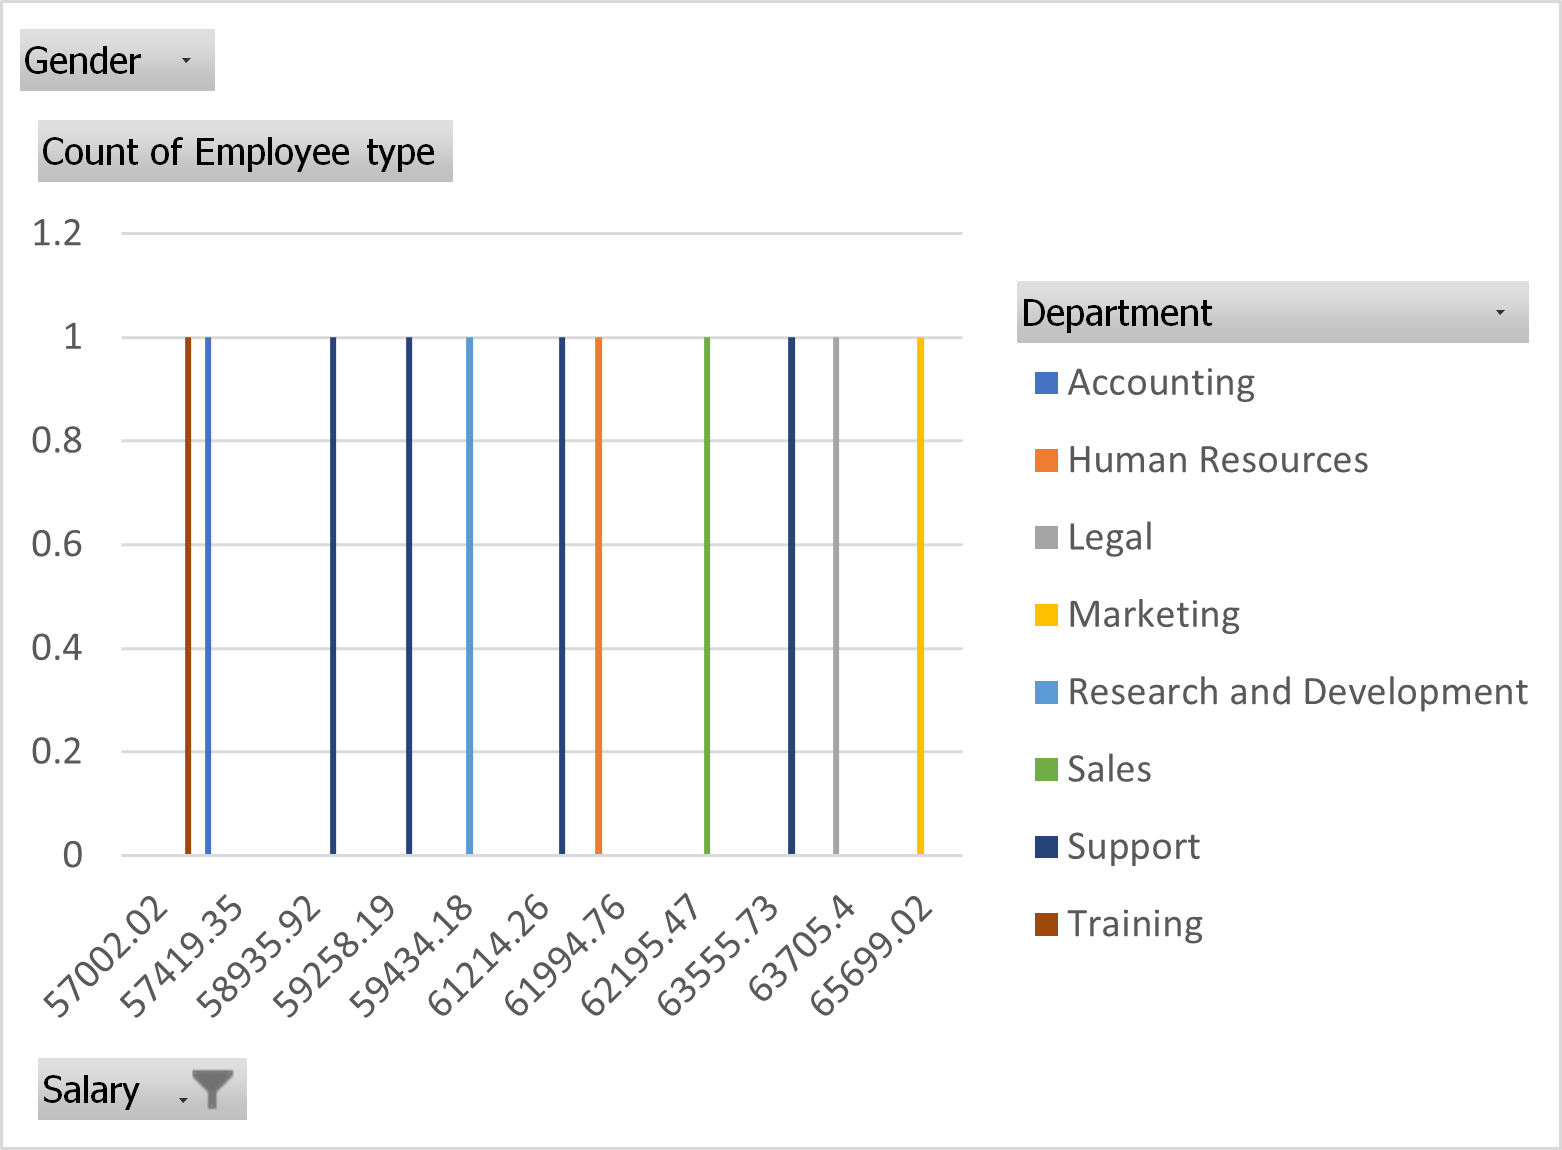 Gender
Count of Employee type
1.2
1
0.8
0.6
0.4
0.2
0
57002.02
57419.35
58935.92
59258.19
59434.18
61214.26
61994.76
62195.47
63555.73
63705.4
65699.02
Salary
Department
Accounting
Human Resources
Legal
Marketing
Research and Development
Sales
Support
Training